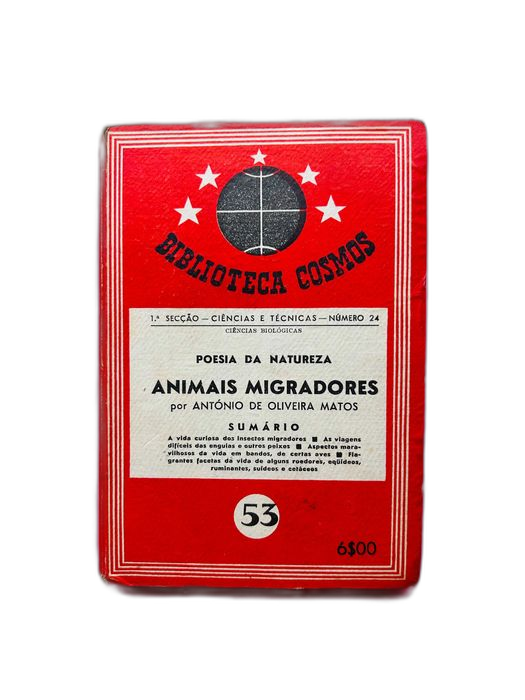 BIBLIOTECA COSMOS
1.ª SECÇÃO — CIÊNCIAS E TÉCNICAS — NÚMERO 24
CIÊNCIAS BIOLÓGICAS
POESIA DA NATUREZA
ANIMAIS MIGRADORES
por ANTÓNIO DE OLIVEIRA MATOS
SUMÁRIO
A vida curiosa dos insectos migradores ■ As viagens
difíceis das enguias e outros peixes ■ Aspectos mara-
vilhosos da vida em bandos, de certas aves ■ Fla-
grantes facetas da vida de alguns roedores, eqüídeos,
ruminantes, suídeos e cetáceos
53
6$00